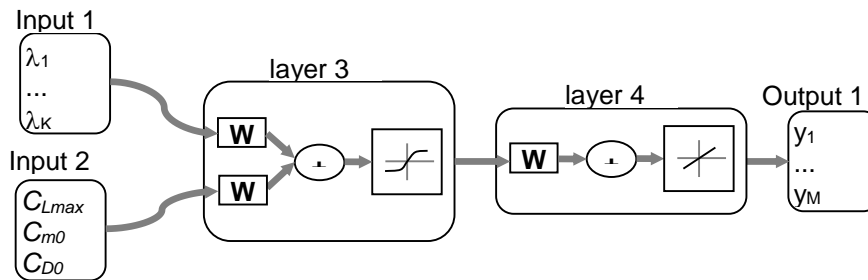 Input 1
λ1
...
λK
Input 2
CLmax
Cm0
CD0
layer 3
W
W
layer 4
W
Output 1
y1
...
yM